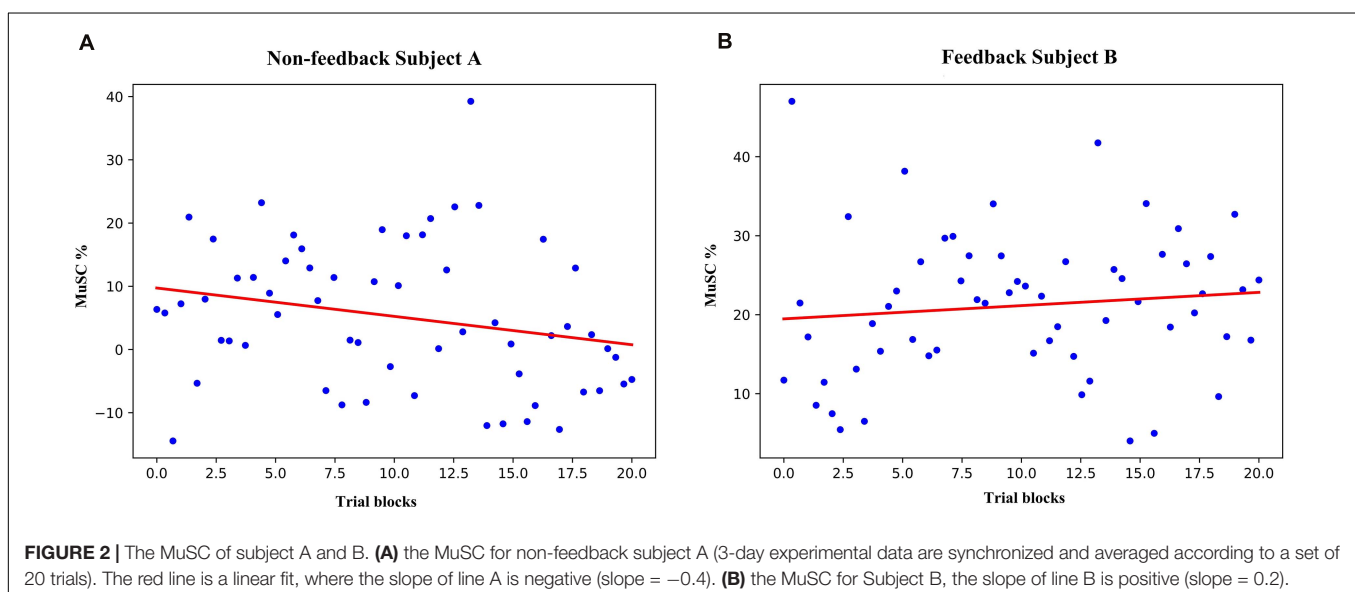 A
Non-feedback Subject A
MuSC %
40
30
20
10
0
−10
0.0 2.5 5.0 7.5 10.0 12.5 15.0 17.5 20.0
Trial blocks
B
Feedback Subject B
MuSC %
40
30
20
10
0.0 2.5 5.0 7.5 10.0 12.5 15.0 17.5 20.0
Trial blocks
FIGURE 2 | The MuSC of subject A and B. (A) the MuSC for non-feedback subject A (3-day experimental data are synchronized and averaged according to a set of
20 trials). The red line is a linear fit, where the slope of line A is negative (slope = −0.4). (B) the MuSC for Subject B, the slope of line B is positive (slope = 0.2).